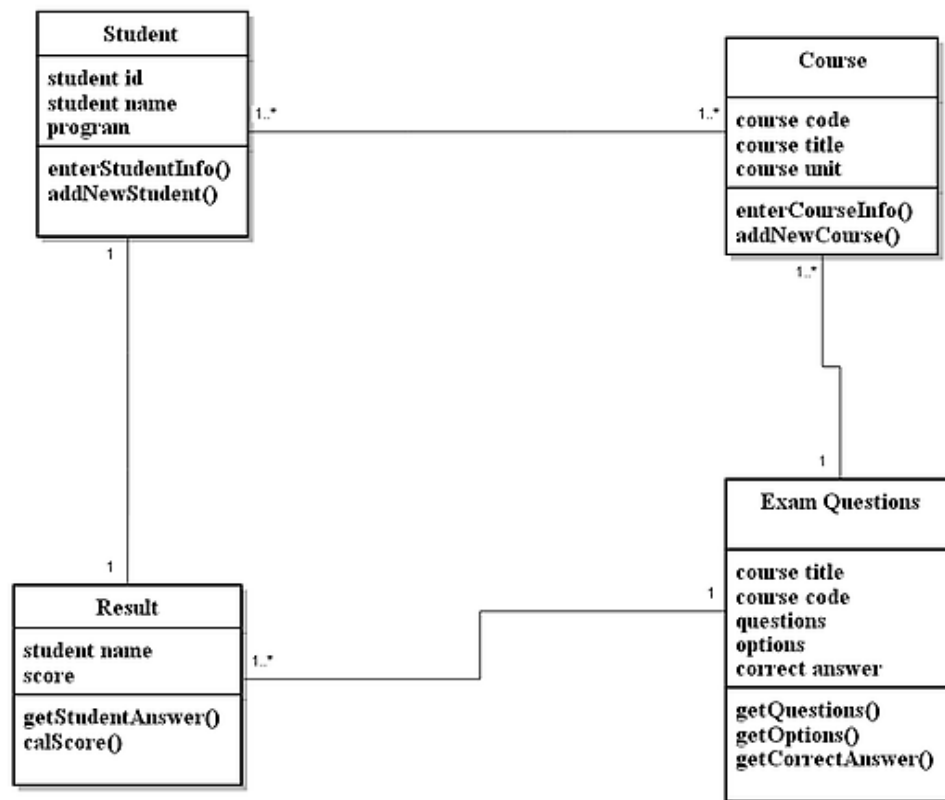 Student
student id
student name
program
enterStudentInfo()
addNewStudent()
1..*
1..*
Course
course code
course title
course unit
enterCourseInfo()
addNewCourse()
1
1..*
1
1
Result
student name
score
getStudentAnswer()
calScore()
1..*
1
Exam Questions
course title
course code
questions
options
correct answer
getQuestions()
getOptions()
getCorrectAnswer()